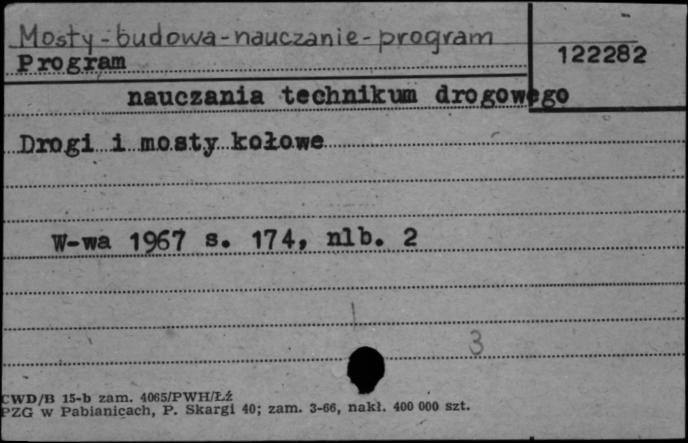 Mosty-budowa-nauczanie-program
122282
Program
nauczania technikum drogowego
Drogi i mosty kołowe
W-wa 1967 s. 174, nlb. 2
3
CWD/B 15-b zam. 4065/PWH/Łź
PZG w Pabianicach, P. Skargi 40; zam. 3-66, nakł. 400 000 szt.